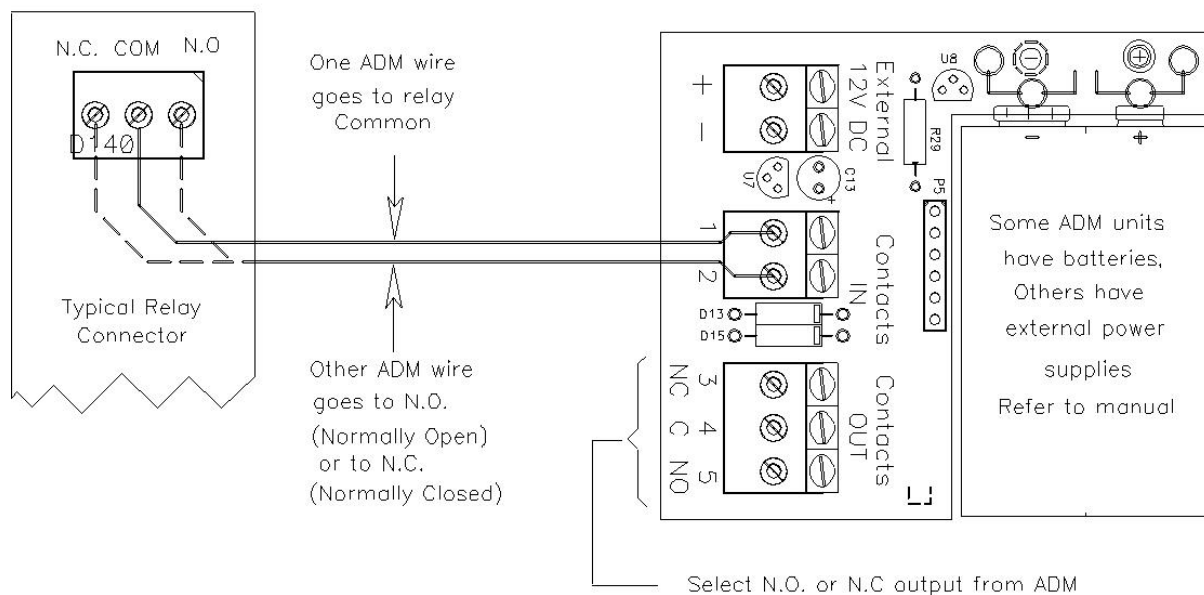 N.C. COM N.O
D140
One ADM wire
goes to relay
Common
Typical Relay
Connector
Other ADM wire
goes to N.O.
(Normally Open)
or to N.C.
(Normally Closed)
+
-
External
12V DC
U8
R29
U7
C13
+
P5
1
2
Contacts
IN
D13
D15
3
NC
4
C
5
NO
Contacts
OUT
-
+
-
+
Some ADM units
have batteries,
Others have
external power
supplies
Refer to manual
Select N.O. or N.C output from ADM